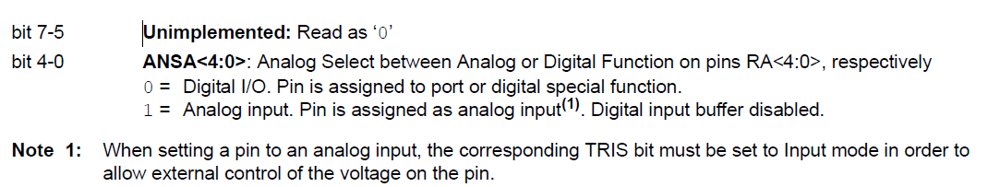 bit 7-5 Unimplemented: Read as ‘0’
bit 4-0 ANSA<4:0>: Analog Select between Analog or Digital Function on pins RA<4:0>, respectively
0 = Digital I/O. Pin is assigned to port or digital special function.
1 = Analog input. Pin is assigned as analog input(1). Digital input buffer disabled.
Note 1: When setting a pin to an analog input, the corresponding TRIS bit must be set to Input mode in order to
allow external control of the voltage on the pin.